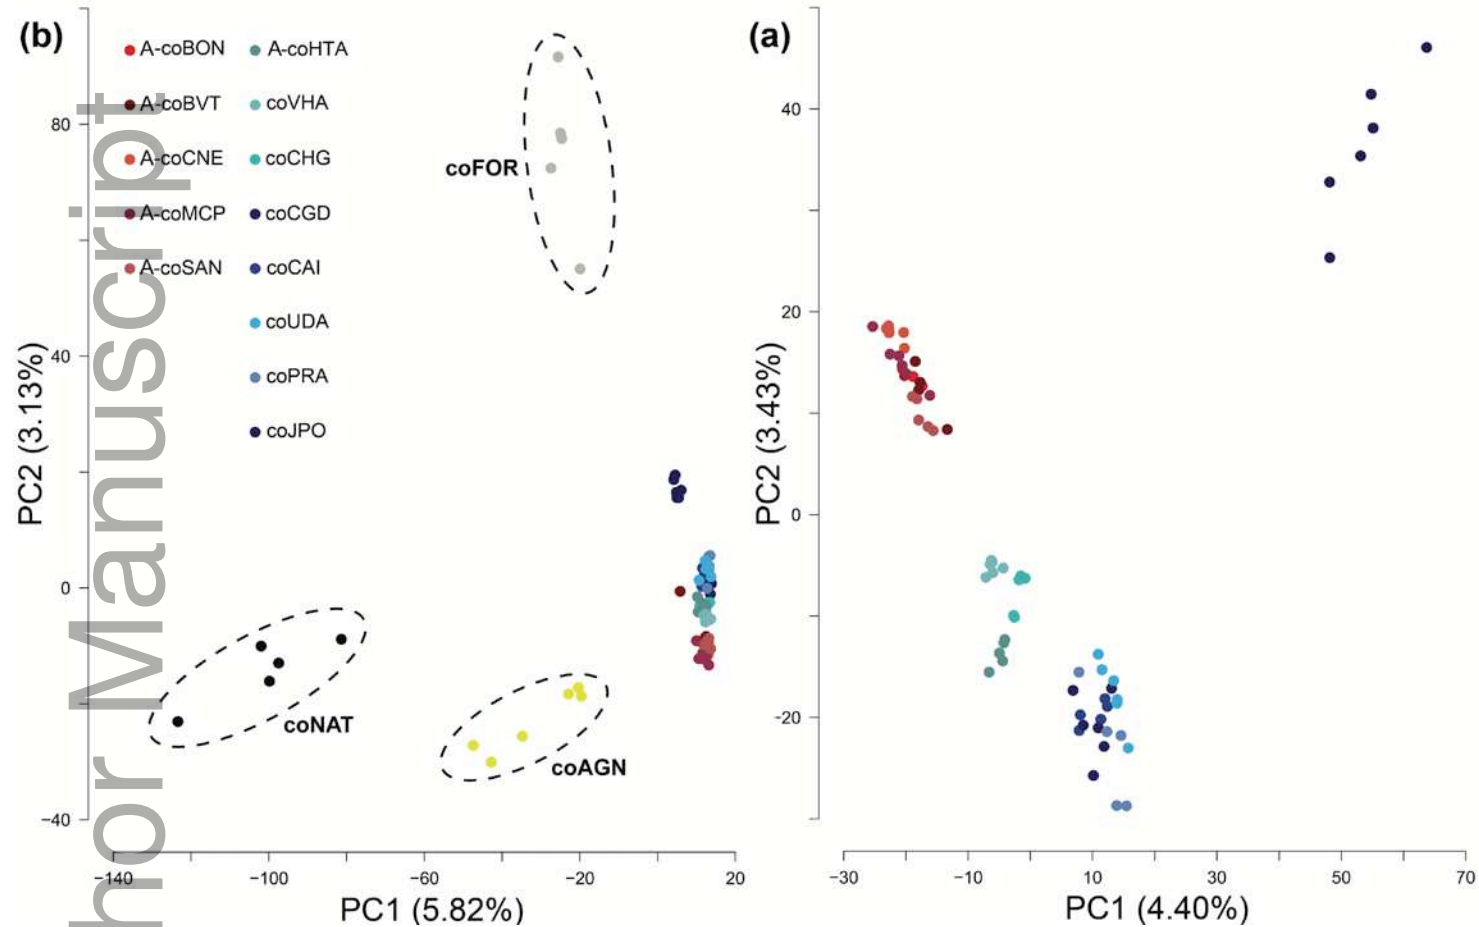 (b)
A-coBON
A-coHTA
A-coBVT
coVHA
A-coCNE
coCHG
A-coMCP
coCGD
A-coSAN
coCAI
coUDA
coPRA
coJPO
coFOR
coNAT
coAGN
80
40
0
−40
PC2 (3.13%)
−140 −100 −60 −20 20
PC1 (5.82%)
(a)
40
20
0
−20
PC2 (3.43%)
−30 −10 10 30 50 70
PC1 (4.40%)
hor Manuscript